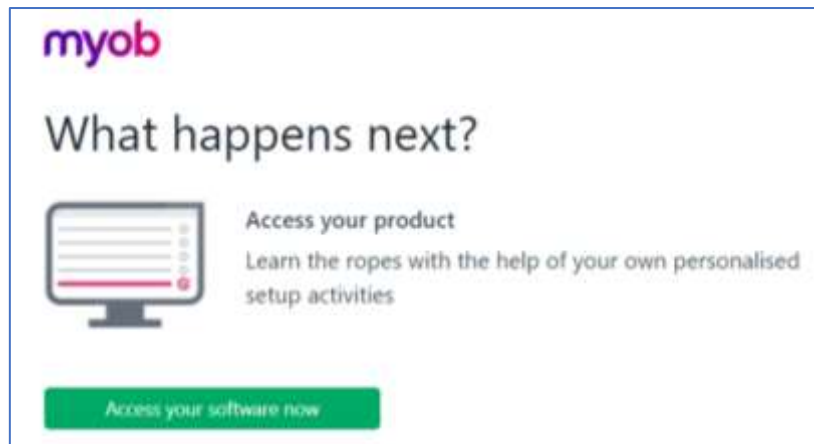 myob
What happens next?
Access your product
Learn the ropes with the help of your own personalised
setup activities
Access your software now